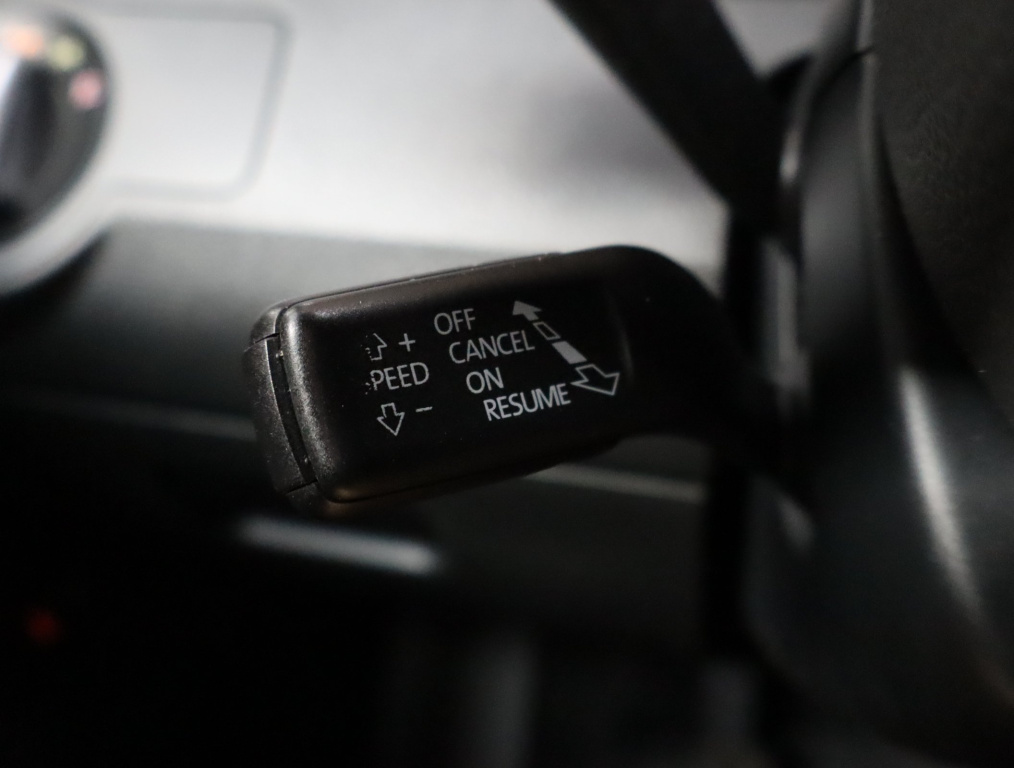 +
PEED
−
OFF
CANCEL
ON
RESUME